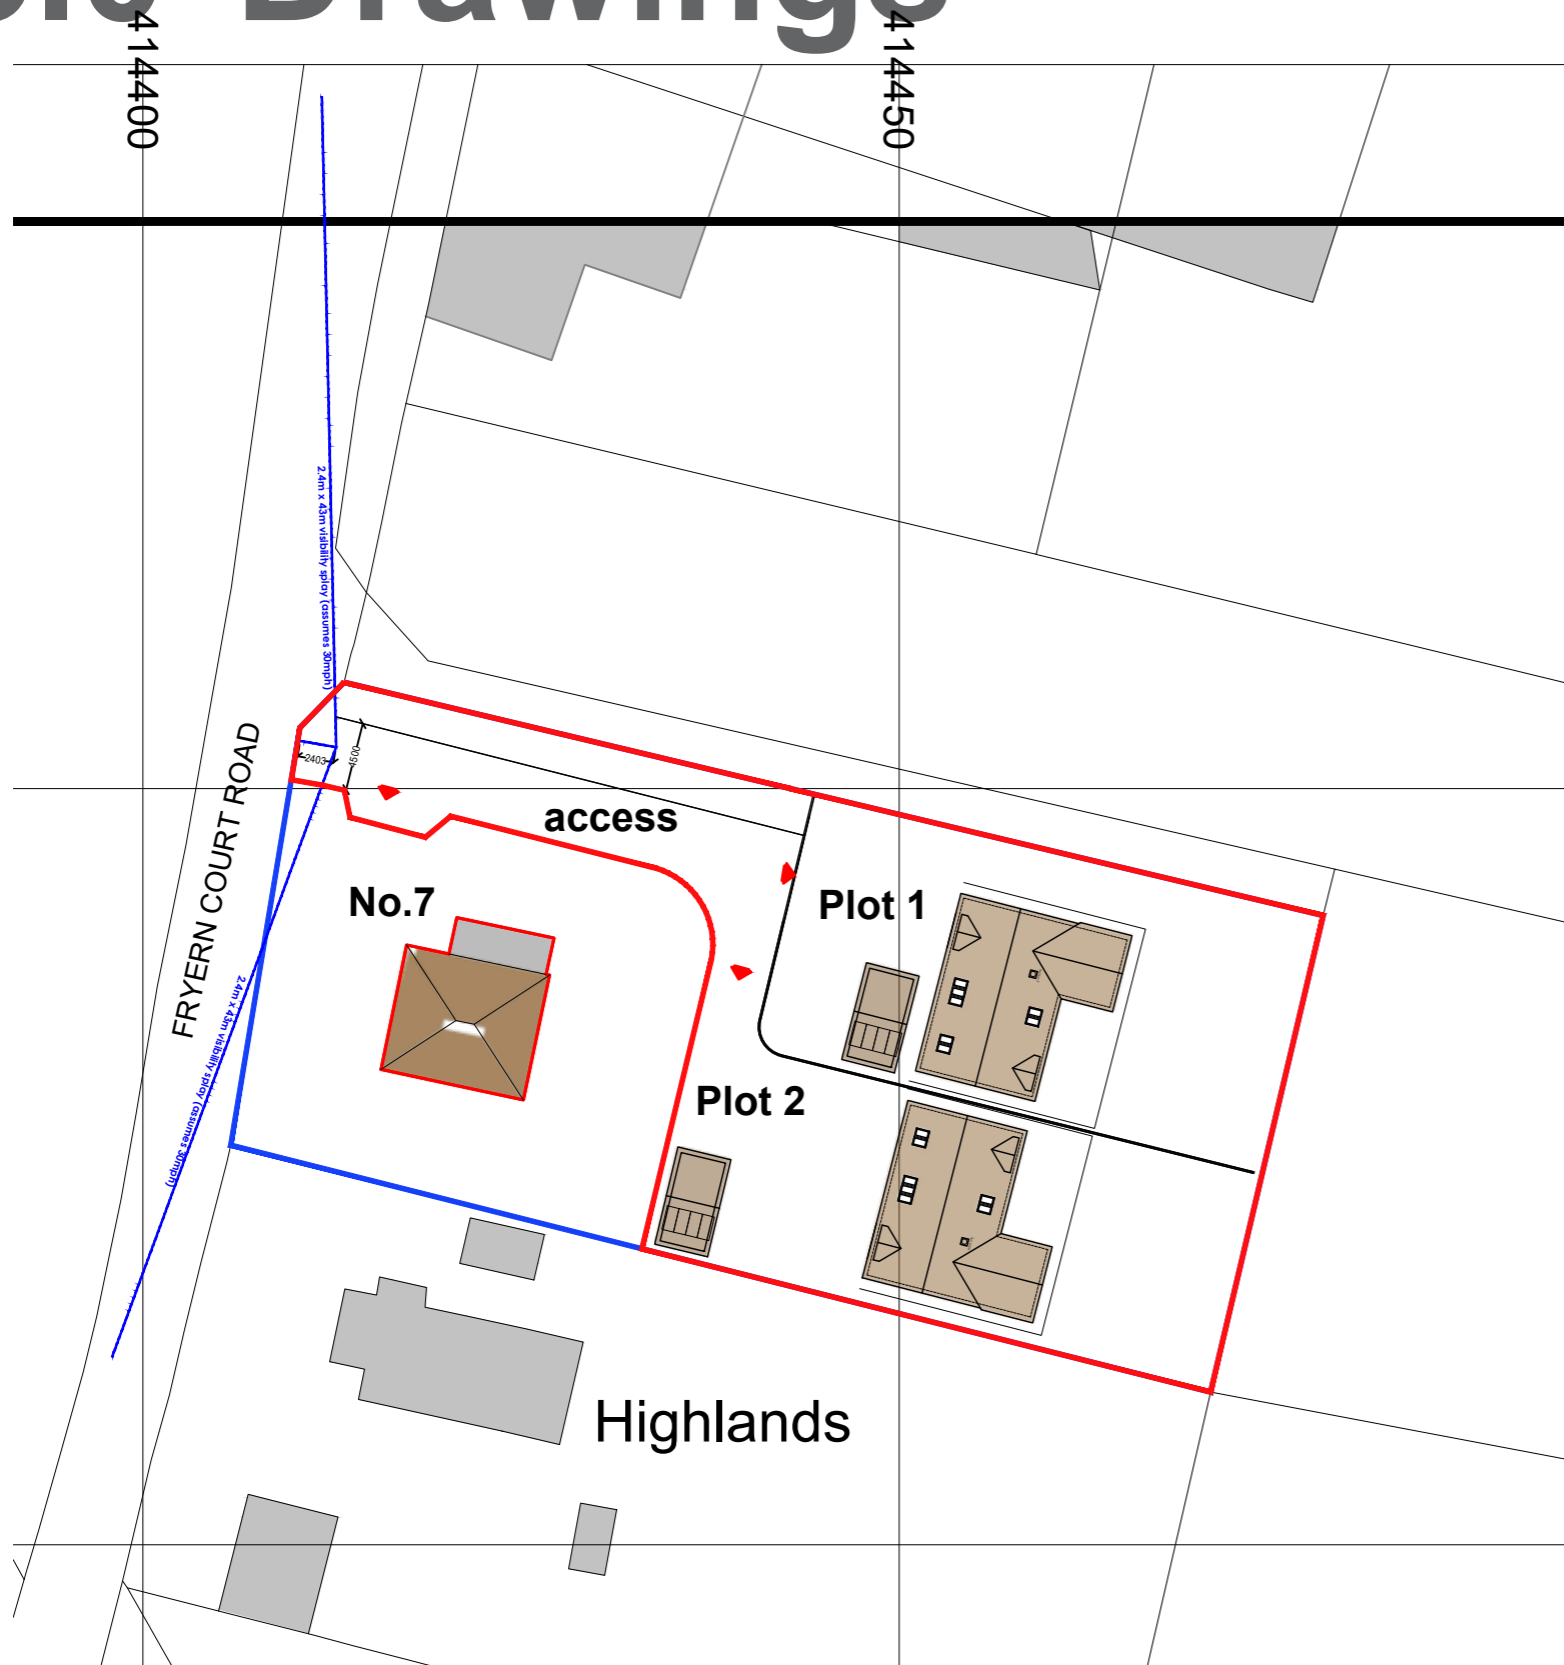 Drawings
414400
414450
2.4m x 43m visibility splay (assumes 30mph)
FRYERN COURT ROAD
2403
4500
access
No.7
Plot 1
2.4m x 43m visibility splay (assumes 30mph)
Plot 2
Highlands